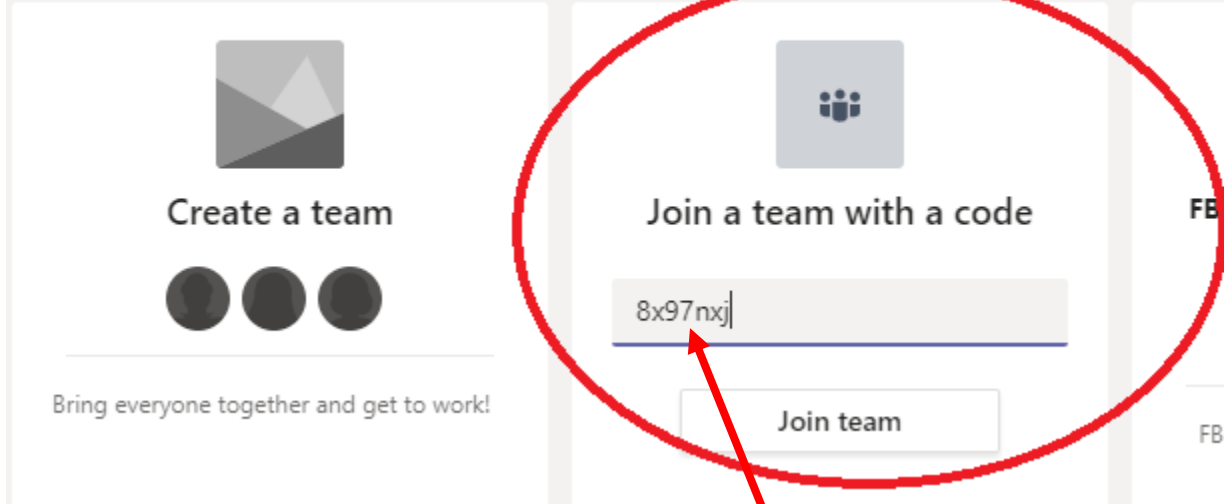 Create a team
Bring everyone together and get to work!
Join a team with a code
8x97nxj
Join team
FB
FB